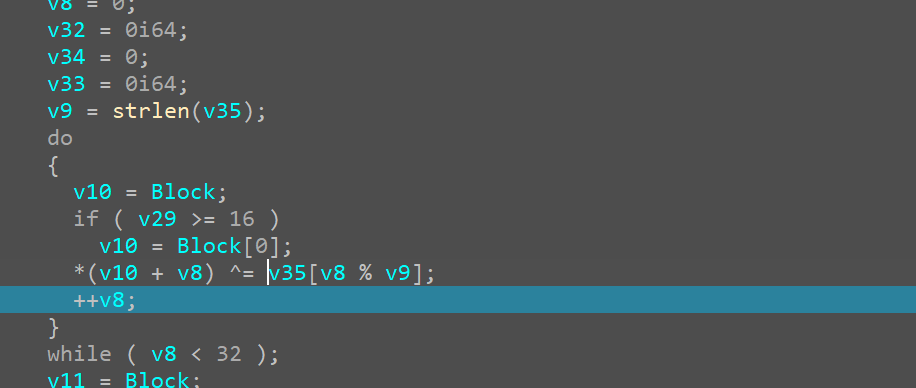 v8 = 0;
v32 = 0i64;
v34 = 0;
v33 = 0i64;
v9 = strlen(v35);
do
{
v10 = Block;
if ( v29 >= 16 )
v10 = Block[0];
*(v10 + v8) ^= v35[v8 % v9];
++v8;
}
while ( v8 < 32 );
v11 = Block;